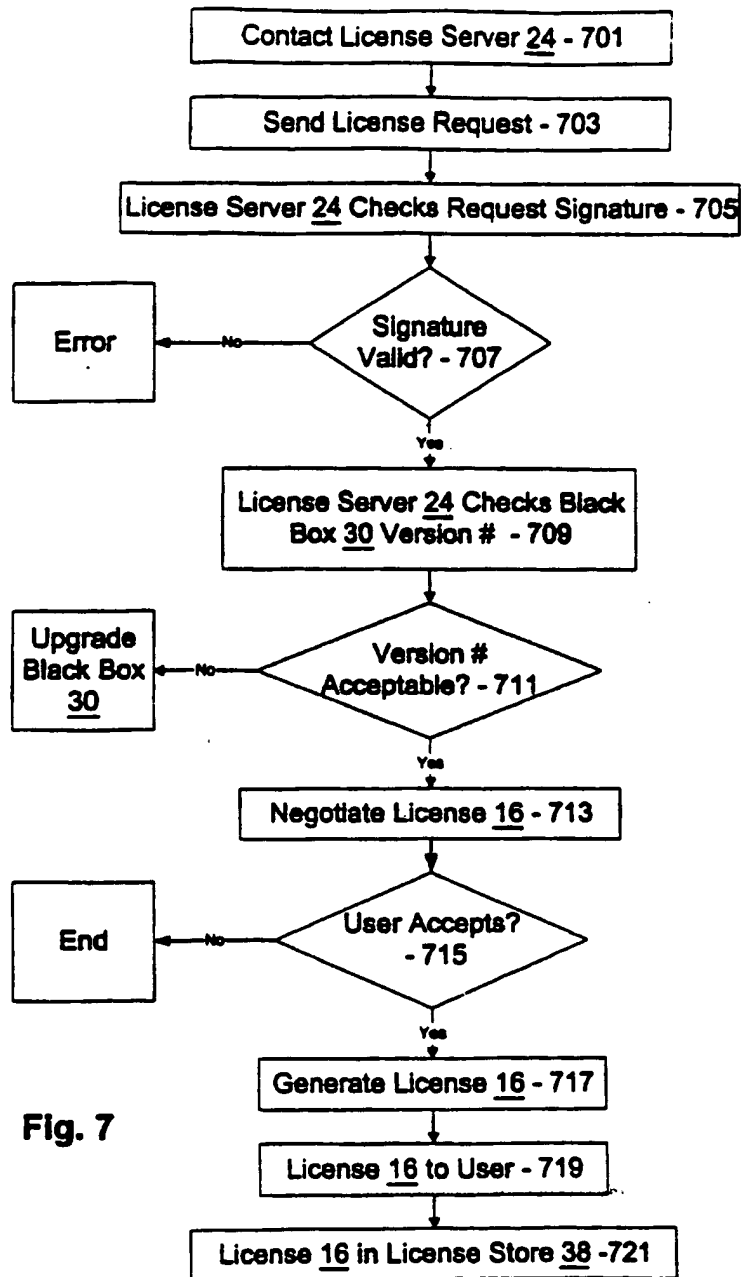 Contact License Server 24 - 701
Send License Request - 703
License Server 24 Checks Request Signature - 705
Signature
Valid? - 707
No
Error
Yes
License Server 24 Checks Black
Box 30 Version # - 709
Version #
Acceptable? - 711
No
Upgrade
Black Box
30
Yes
Negotiate License 16 - 713
User Accepts?
- 715
No
End
Yes
Generate License 16 - 717
Fig. 7
License 16 to User - 719
License 16 in License Store 38 -721